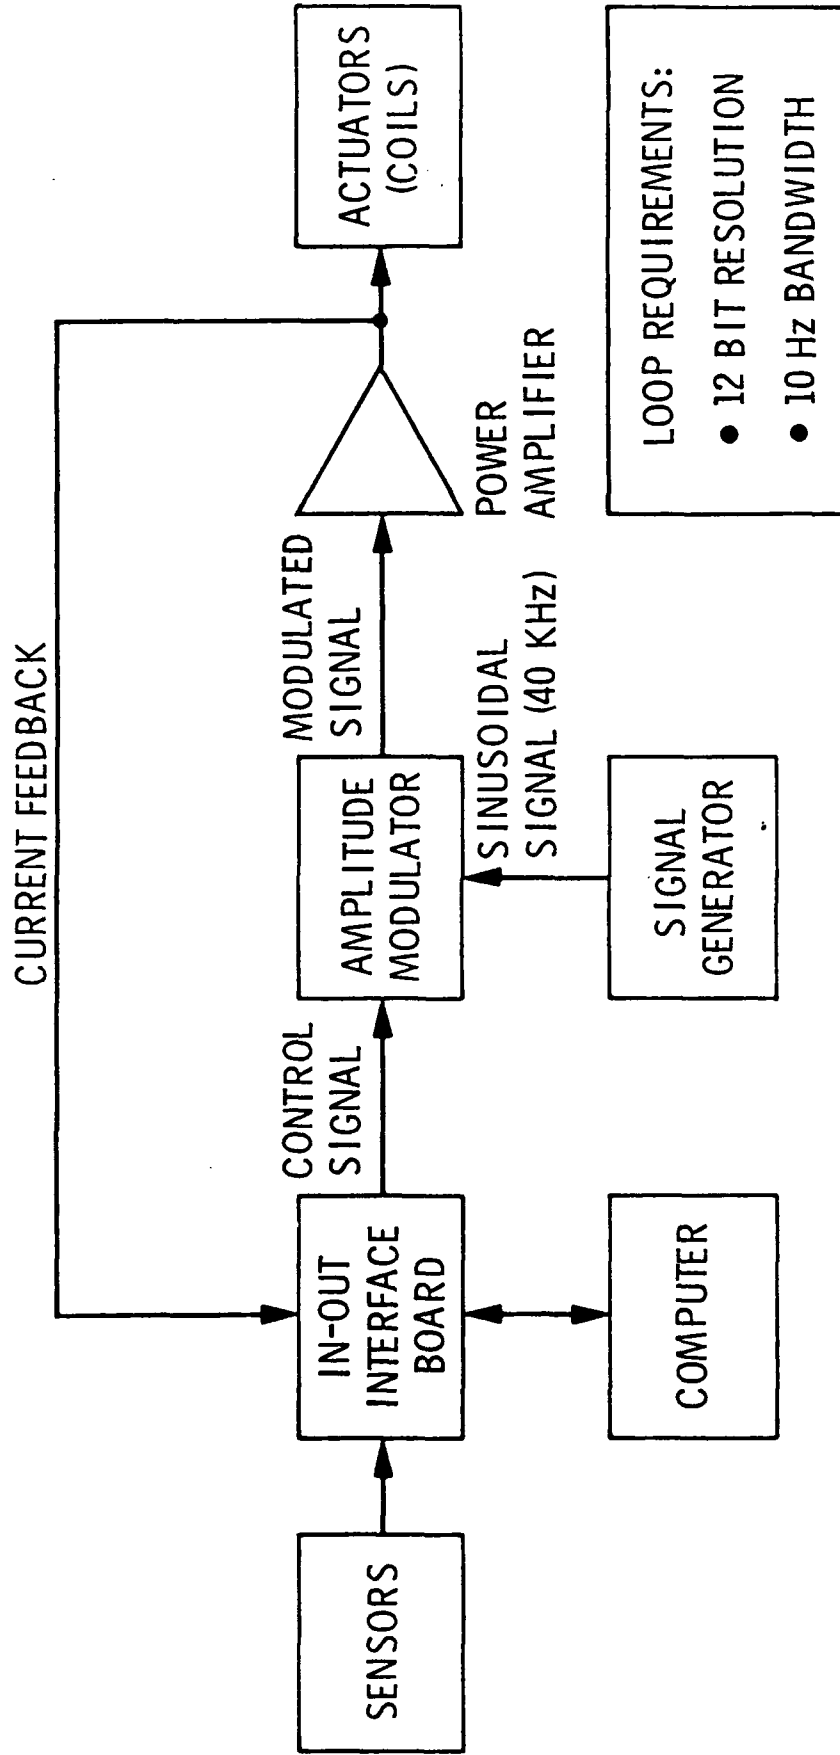 CURRENT FEEDBACK
SENSORS
IN-OUT
INTERFACE
BOARD
CONTROL
SIGNAL
AMPLITUDE
MODULATOR
MODULATED
SIGNAL
POWER
AMPLIFIER
ACTUATORS
(COILS)
COMPUTER
SIGNAL
GENERATOR
SINUSOIDAL
SIGNAL (40 KHz)
LOOP REQUIREMENTS:
● 12 BIT RESOLUTION
● 10 Hz BANDWIDTH